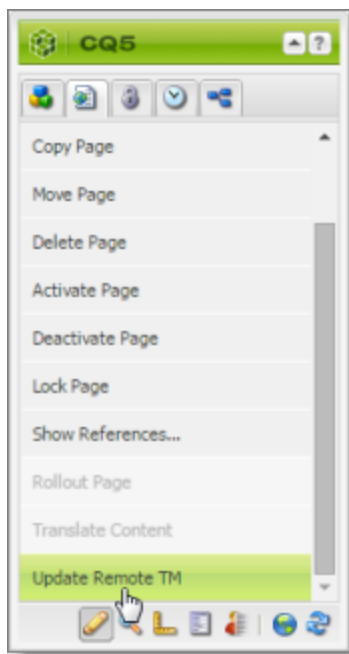 CQ5
?
Copy Page
Move Page
Delete Page
Activate Page
Deactivate Page
Lock Page
Show References...
Rollout Page
Translate Content
Update Remote TM